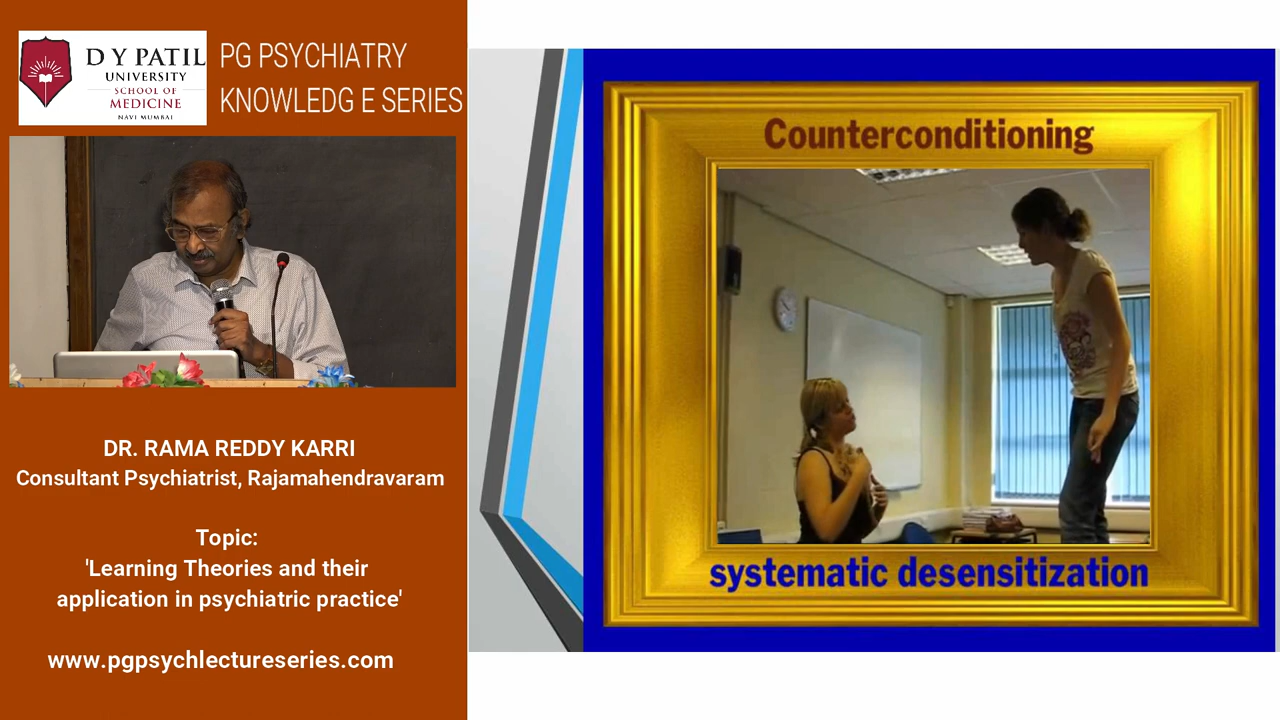 D Y PATIL
UNIVERSITY
SCHOOL OF
MEDICINE
NAVI MUMBAI
PG PSYCHIATRY
KNOWLEDG E SERIES
DR. RAMA REDDY KARRI
Consultant Psychiatrist, Rajamahendravaram
Topic:
'Learning Theories and their
application in psychiatric practice'
www.pgpsychlectureseries.com
Counterconditioning
systematic desensitization